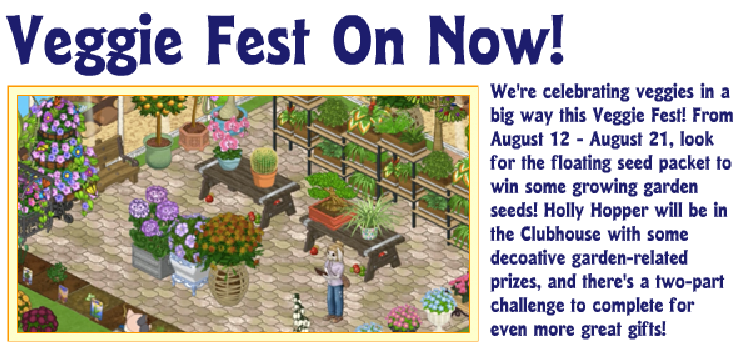 Veggie Fest On Now!
We're celebrating veggies in a
big way this Veggie Fest! From
August 12 - August 21, look
for the floating seed packet to
win some growing garden
seeds! Holly Hopper will be in
the Clubhouse with some
decoative garden-related
prizes, and there's a two-part
challenge to complete for
even more great gifts!